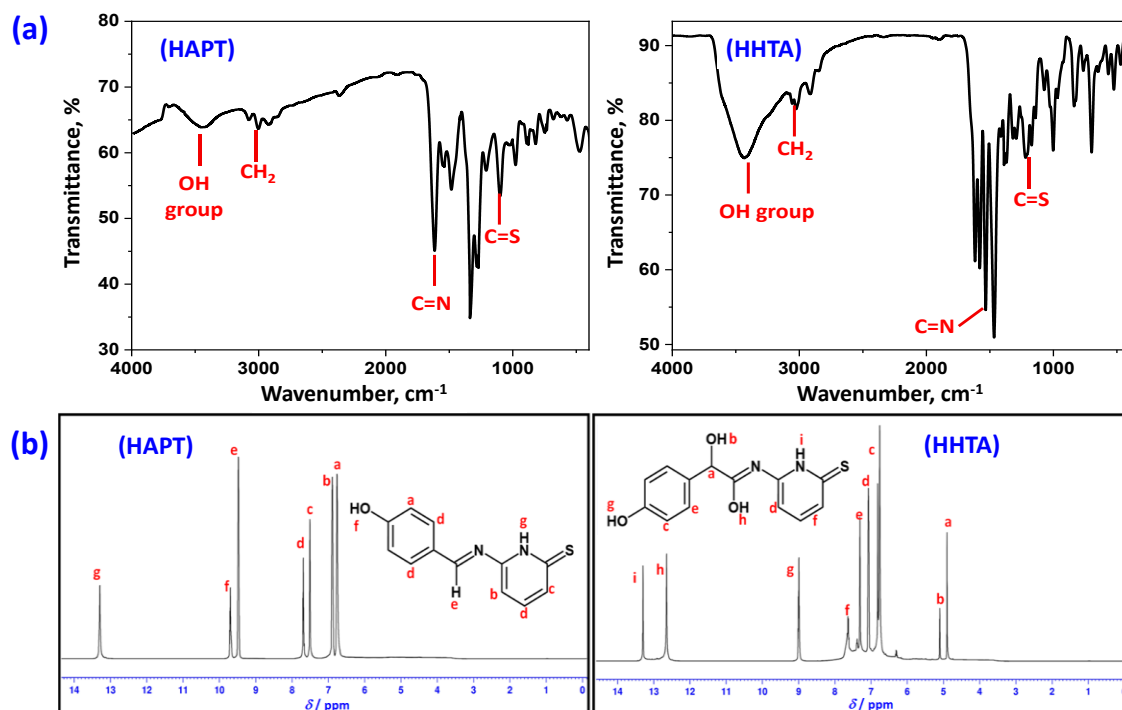 (a)
(HAPT)
Transmittance, %
80
70
60
50
40
30
OH
group
CH2
C=N
C=S
4000 3000 2000 1000
Wavenumber, cm-1
(HHTA)
Transmittance, %
90
80
70
60
50
OH group
CH2
C=N
C=S
4000 3000 2000 1000
Wavenumber, cm-1
(b)
(HAPT)
g
f
e
d
c
b
a
HO
f
a
d
d
N
H
e
g
NH
S
b
d
c
14 13 12 11 10 9 8 7 6 5 4 3 2 1 0
δ / ppm
(HHTA)
i
h
g
f
e
d
c
b
a
OH b
a
N
i
H
N
S
g
HO
e
c
OH
h
d
f
14 13 12 11 10 9 8 7 6 5 4 3 2 1 0
δ / ppm